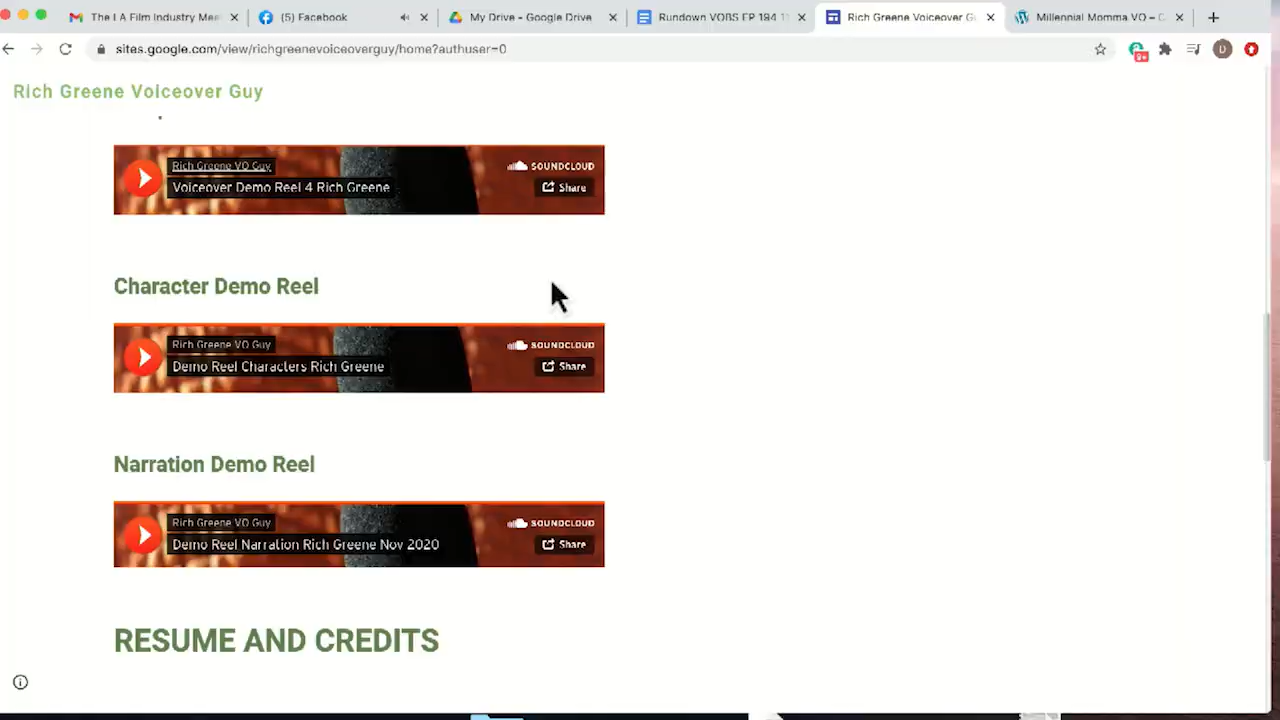 The LA Film Industry Mee
(5) Facebook
My Drive - Google Drive
Rundown VOBS EP 194 1
Rich Greene Voiceover G
Millennial Momma VO – C
sites.google.com/view/richgreenevoiceoverguy/home?authuser=0
9+
D
Rich Greene Voiceover Guy
Rich Greene VO Guy
SOUNDCLOUD
Voiceover Demo Reel 4 Rich Greene
Share
Character Demo Reel
Rich Greene VO Guy
SOUNDCLOUD
Demo Reel Characters Rich Greene
Share
Narration Demo Reel
Rich Greene VO Guy
SOUNDCLOUD
Demo Reel Narration Rich Greene Nov 2020
Share
RESUME AND CREDITS